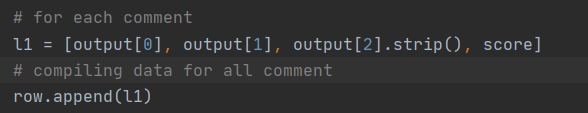 # for each comment
l1 = [output[0], output[1], output[2].strip(), score]
# compiling data for all comment
row.append(l1)